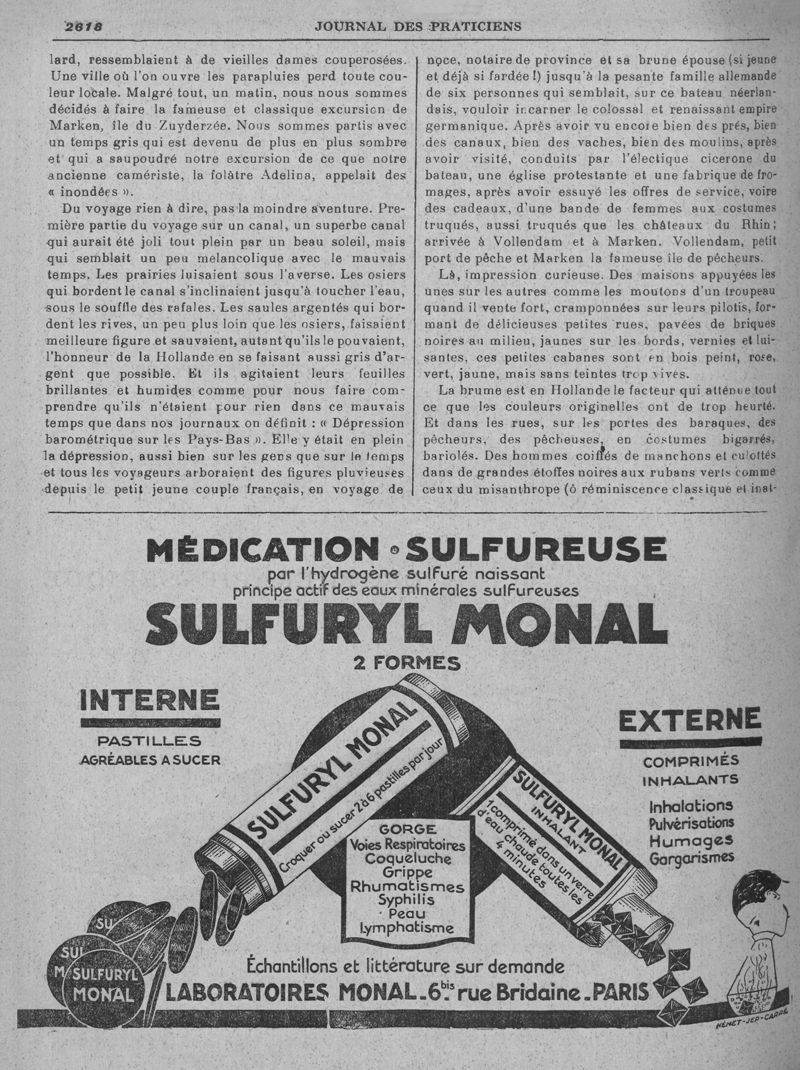 2618
JOURNAL DES PRATICIENS
lard, ressemblaient à de vieilles dames couperosées.
Une ville où l'on ouvre les parapluies perd toute cou-
leur locale. Malgré tout, un matin, nous nous sommes
décidés à faire la fameuse et classique excursion de
Marken, île du Zuyderzée. Nous sommes partis avec
un temps gris qui est devenu de plus en plus sombre
et qui a saupoudré notre excursion de ce que notre
ancienne camériste, la folâtre Adelina, appelait des
« inondées ».
Du voyage rien à dire, pas la moindre aventure. Pre-
mière partie du voyage sur un canal, un superbe canal
qui aurait été joli tout plein par un beau soleil, mais
qui semblait un peu mélancolique avec le mauvais
temps. Les prairies luisaient sous l'averse. Les osiers
qui bordent le canal s'inclinaient jusqu'à toucher l'eau,
sous le souffle des rafales. Les saules argentés qui bor-
dent les rives, un peu plus loin que les osiers, faisaient
meilleure figure et sauvaient, autant qu'ils le pouvaient,
l'honneur de la Hollande en se faisant aussi gris d'ar-
gent que possible. Et ils agitaient leurs feuilles
brillantes et humides comme pour nous faire com-
prendre qu'ils n'étaient pour rien dans ce mauvais
temps que dans nos journaux on définit : « Dépression
barométrique sur les Pays-Bas ». Elle y était en plein
la dépression, aussi bien sur les gens que sur le temps
et tous les voyageurs arboraient des figures pluvieuses
depuis le petit jeune couple français, en voyage de
noce, notaire de province et sa brune épouse (si jeune
et déjà si fardée !) jusqu'à la pesante famille allemande
de six personnes qui semblait, sur ce bateau néerlan-
dais, vouloir incarner le colossal et renaissant empire
germanique. Après avoir vu encore bien des prés, bien
des canaux, bien des vaches, bien des moulins, après
avoir visité, conduits par l'électique cicerone du
bateau, une église protestante et une fabrique de fro-
mages, après avoir essuyé les offres de service, voire
des cadeaux, d'une bande de femmes aux costumes
truqués, aussi truqués que les châteaux du Rhin ;
arrivée à Vollendam et à Marken. Vollendam, petit
port de pêche et Marken la fameuse île de pêcheurs.
Là, impression curieuse. Des maisons appuyées les
unes sur les autres comme les moutons d'un troupeau
quand il vente fort, cramponnées sur leurs pilotis, for-
mant de délicieuses petites rues, pavées de briques
noires au milieu, jaunes sur les bords, vernies et lui-
santes, ces petites cabanes sont en bois peint, rose,
vert, jaune, mais sans teintes trop vives.
La brume est en Hollande le facteur qui atténue tout
ce que les couleurs originelles ont de trop heurté.
Et dans les rues, sur les portes des baraques, des
pêcheurs, des pêcheuses, en costumes bigarrés,
bariolés. Des hommes coiffés de manchons et culottés
dans de grandes étoffes noires aux rubans verts comme
ceux du misanthrope (ô réminiscence classique et inat-
MÉDICATION SULFUREUSE
par l'hydrogène sulfuré naissant
principe actif des eaux minérales sulfureuses
SULFURYL MONAL
2 FORMES
INTERNE
PASTILLES
AGRÉABLES A SUCER
EXTERNE
COMPRIMÉS
INHALANTS
Inhalations
Pulvérisations
Humages
Gargarismes
SULFURYL MONAL
Croquer ou sucer 2 à 6 pastilles par jour
SULFURYL MONAL
INHALANT
1 comprimé dans un verre
d'eau chaude toutes les
4 minutes
GORGE
Voies Respiratoires
Coqueluche
Grippe
Rhumatismes
Syphilis
Peau
Lymphatisme
SU
SUL
M
SULFURYL
MONAL
Échantillons et littérature sur demande
LABORATOIRES MONAL_6bis rue Bridaine_PARIS
HÉMET-JEP-CARRÉ